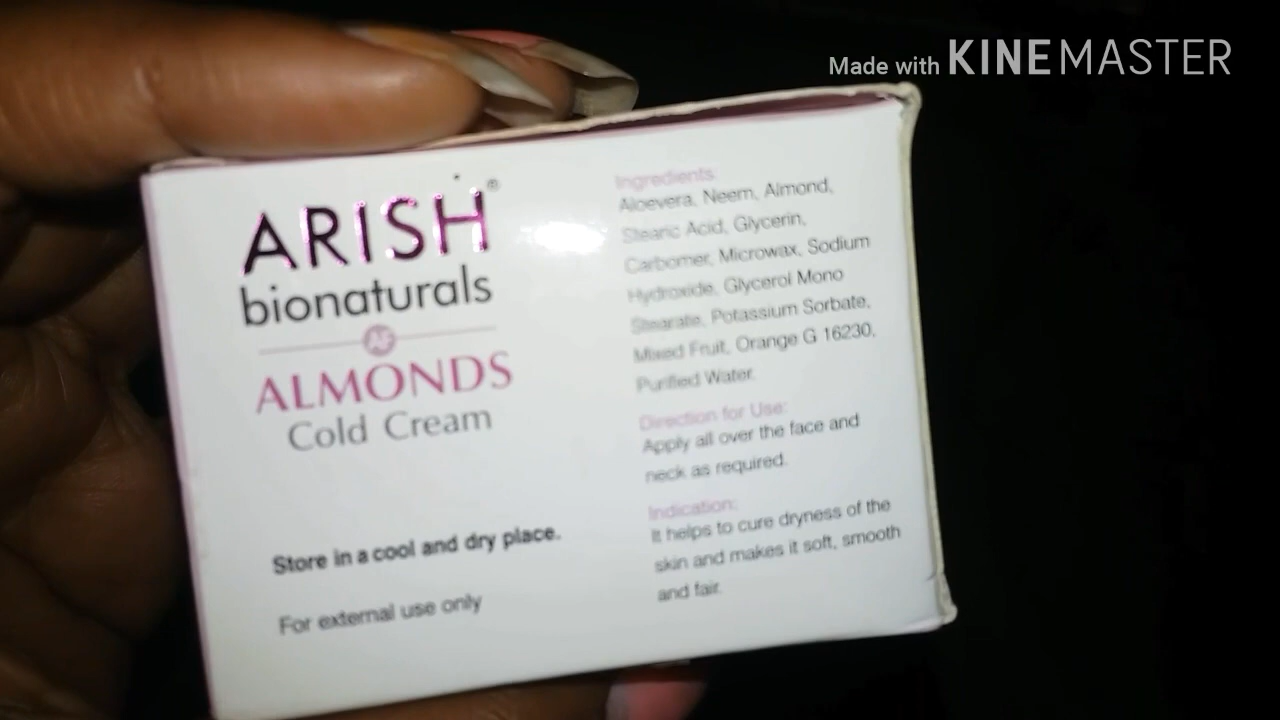 Made with KINEMASTER
ARISH®
bionaturals
AF
ALMONDS
Cold Cream
Store in a cool and dry place.
For external use only
Ingredients:
Aloevera, Neem, Almond,
Stearic Acid, Glycerin,
Carbomer, Microwax, Sodium
Hydroxide, Glycerol Mono
Stearate, Potassium Sorbate,
Mixed Fruit, Orange G 16230,
Purified Water.
Direction for Use:
Apply all over the face and
neck as required.
Indication:
It helps to cure dryness of the
skin and makes it soft, smooth
and fair.